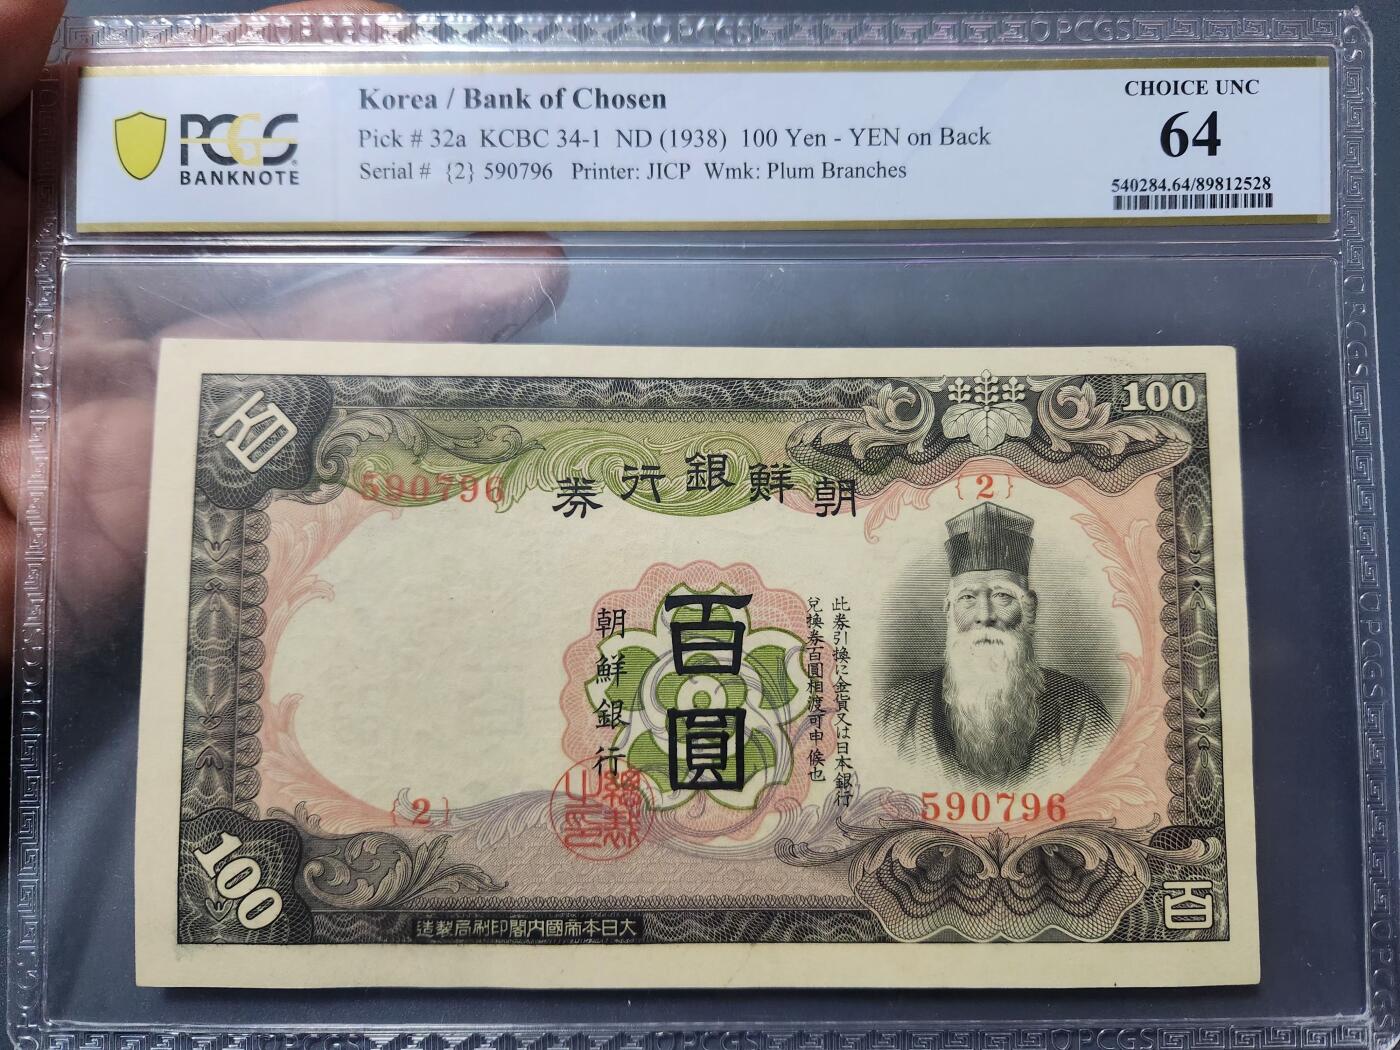 PCGS
BANKNOTE
Korea / Bank of Chosen
Pick # 32a KCBC 34-1 ND (1938) 100 Yen - YEN on Back
Serial # {2} 590796 Printer: JICP Wmk: Plum Branches
CHOICE UNC
64
540284.64/89812528
百
100
券行銀鮮朝
590796
{2}
百圓
朝鮮銀行
此券引換に金貨又は日本銀行
兌換券百圓相渡可申候也
590796
{2}
100
百
造製局刷印閣内國帝本日大